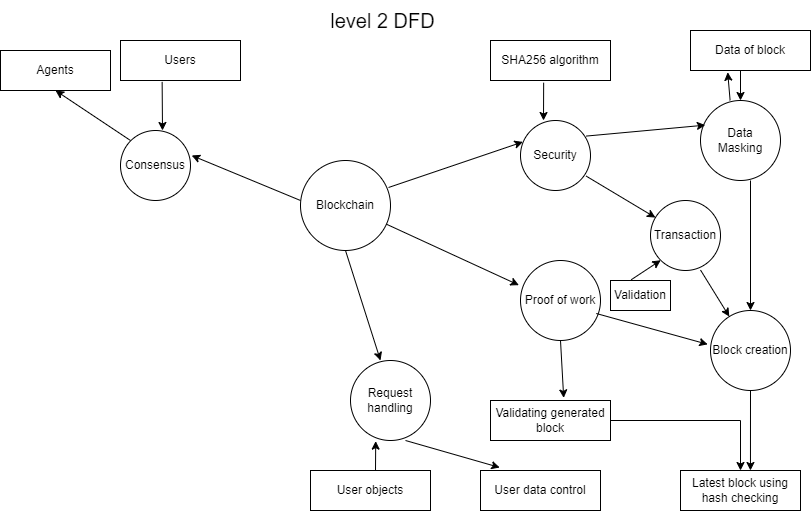 level 2 DFD
Agents
Users
SHA256 algorithm
Data of block
Consensus
Security
Data
Masking
Blockchain
Transaction
Validation
Proof of work
Block creation
Request
handling
Validating generated
block
User objects
User data control
Latest block using
hash checking